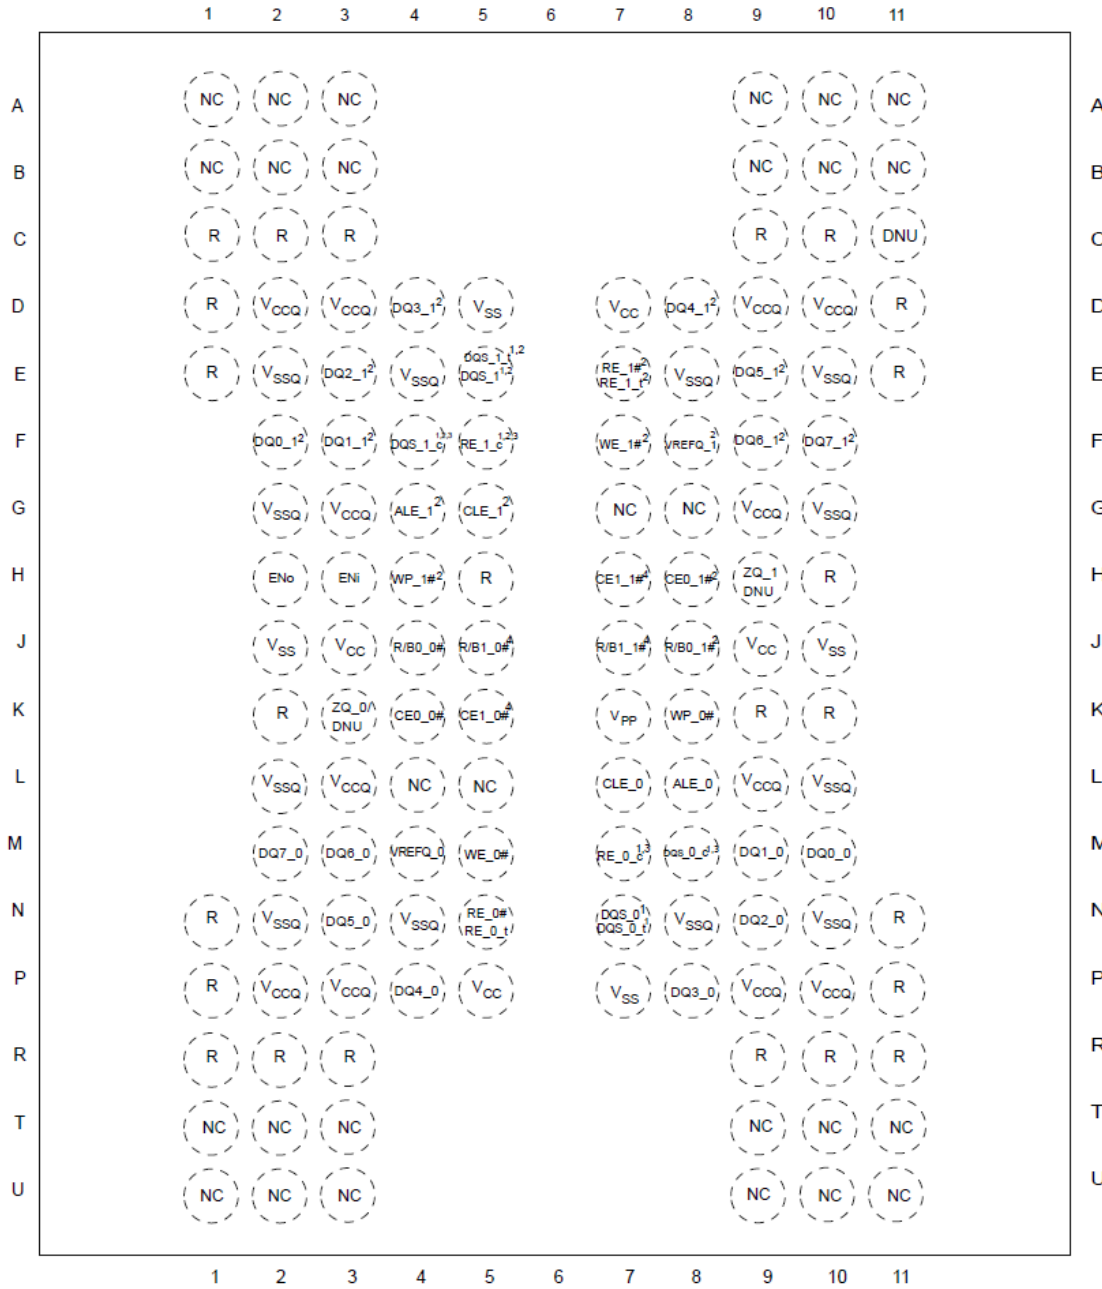 1 2 3 4 5 6 7 8 9 10 11
A NC NC NC NC NC NC A
B NC NC NC NC NC NC B
C R R R R R DNU C
D R VCCQ VCCQ DQ3_1² VSS VCC DQ4_1² VCCQ VCCQ R D
DQS_1_t¹,² RE_1#²
E R VSSQ DQ2_1² VSSQ DQS_1¹,² RE_1_t² VSSQ DQ5_1² VSSQ R E
F DQ0_1² DQ1_1² DQS_1_c¹,²,³ RE_1_c¹,²,³ WE_1#² VREFQ_1² DQ6_1² DQ7_1² F
G VSSQ VCCQ ALE_1² CLE_1² NC NC VCCQ VSSQ G
H ENo ENi WP_1#² R CE1_1#⁴ CE0_1#² ZQ_1 R H
DNU
J VSS VCC R/B0_0# R/B1_0#⁴ R/B1_1#⁴ R/B0_1#² VCC VSS J
K R ZQ_0/ CE0_0# CE1_0#⁴ VPP WP_0# R R K
DNU
L VSSQ VCCQ NC NC CLE_0 ALE_0 VCCQ VSSQ L
M DQ7_0 DQ6_0 VREFQ_0 WE_0# RE_0_c¹,³ DQS_0_c¹,³ DQ1_0 DQ0_0 M
N R VSSQ DQ5_0 VSSQ RE_0# DQS_0¹ VSSQ DQ2_0 VSSQ R N
RE_0_t DQS_0_t¹
P R VCCQ VCCQ DQ4_0 VCC VSS DQ3_0 VCCQ VCCQ R P
R R R R R R R R
T NC NC NC NC NC NC T
U NC NC NC NC NC NC U
1 2 3 4 5 6 7 8 9 10 11